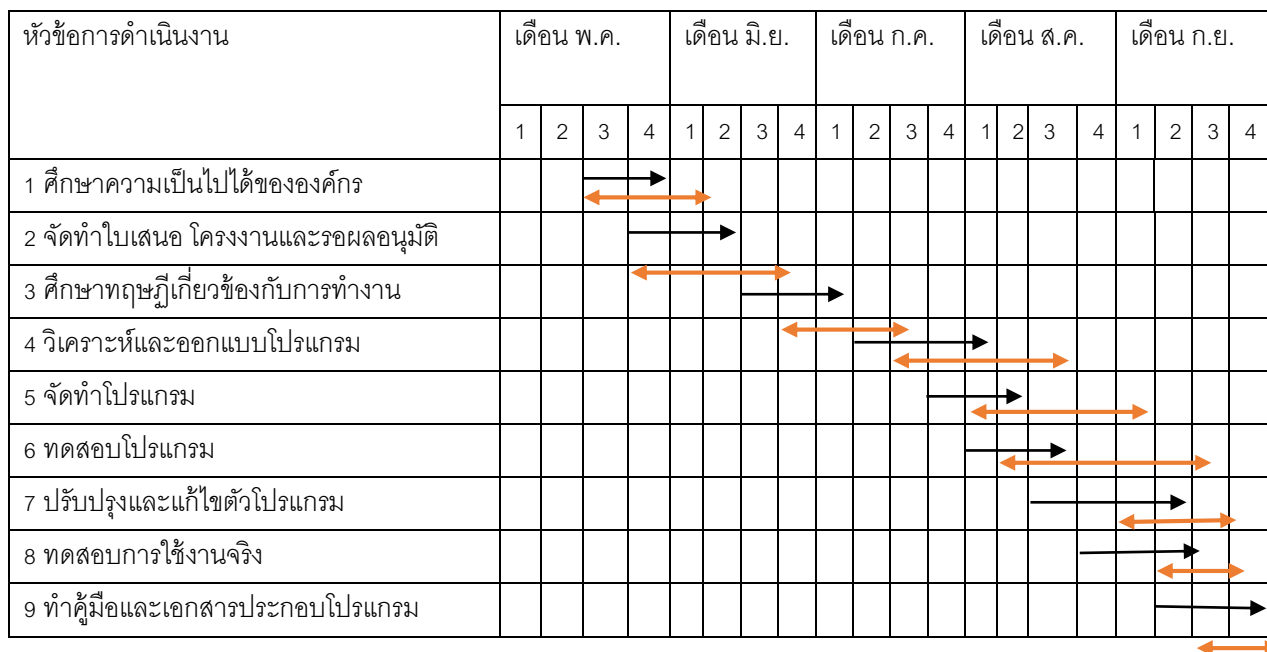 หัวข้อการดำเนินงาน เดือน พ.ค. เดือน มิ.ย. เดือน ก.ค. เดือน ส.ค. เดือน ก.ย.
1 2 3 4 1 2 3 4 1 2 3 4 1 2 3 4 1 2 3 4
1 ศึกษาความเป็นไปได้ขององค์กร
2 จัดทำใบเสนอ โครงงานและรอผลอนุมัติ
3 ศึกษาทฤษฏีเกี่ยวข้องกับการทำงาน
4 วิเคราะห์และออกแบบโปรแกรม
5 จัดทำโปรแกรม
6 ทดสอบโปรแกรม
7 ปรับปรุงและแก้ไขตัวโปรแกรม
8 ทดสอบการใช้งานจริง
9 ทำคู้มือและเอกสารประกอบโปรแกรม